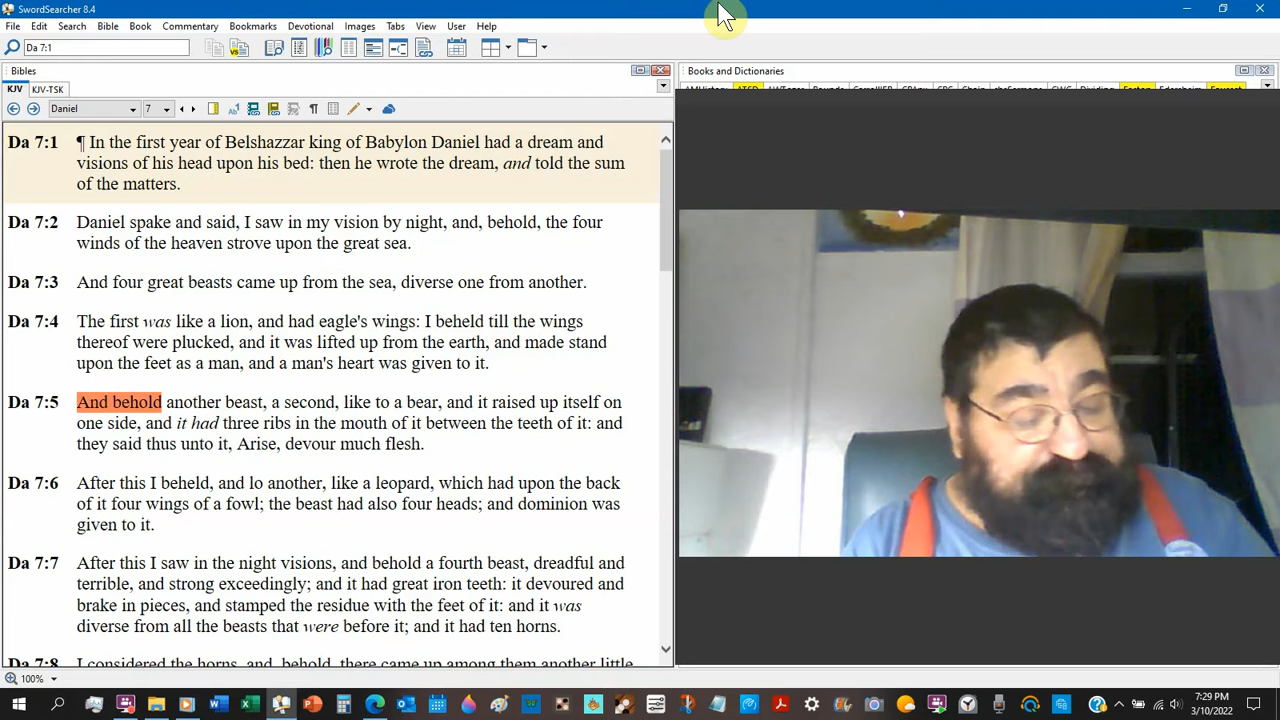 SwordSearcher 8.4
File Edit Search Bible Book Commentary Bookmarks Devotional Images Tabs View User Help
Da 7:1
Bibles
Books and Dictionaries
KJV KJV-TSK
Daniel 7
Da 7:1 ¶ In the first year of Belshazzar king of Babylon Daniel had a dream and
visions of his head upon his bed: then he wrote the dream, and told the sum
of the matters.
Da 7:2 Daniel spake and said, I saw in my vision by night, and, behold, the four
winds of the heaven strove upon the great sea.
Da 7:3 And four great beasts came up from the sea, diverse one from another.
Da 7:4 The first was like a lion, and had eagle's wings: I beheld till the wings
thereof were plucked, and it was lifted up from the earth, and made stand
upon the feet as a man, and a man's heart was given to it.
Da 7:5 And behold another beast, a second, like to a bear, and it raised up itself on
one side, and it had three ribs in the mouth of it between the teeth of it: and
they said thus unto it, Arise, devour much flesh.
Da 7:6 After this I beheld, and lo another, like a leopard, which had upon the back
of it four wings of a fowl; the beast had also four heads; and dominion was
given to it.
Da 7:7 After this I saw in the night visions, and behold a fourth beast, dreadful and
terrible, and strong exceedingly; and it had great iron teeth: it devoured and
brake in pieces, and stamped the residue with the feet of it: and it was
diverse from all the beasts that were before it; and it had ten horns.
Da 7:8 I considered the horns, and, behold, there came up among them another little
100%
7:29 PM
3/10/2022